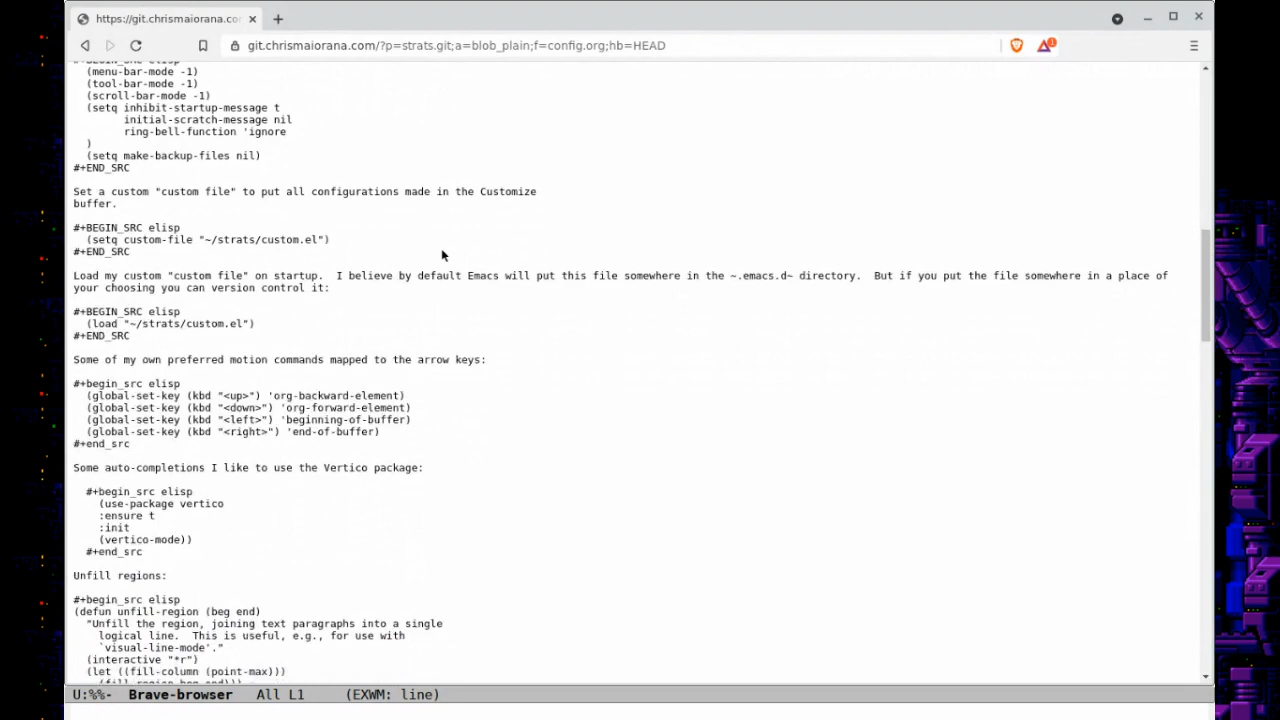 https://git.chrismaiorana.co
git.chrismaiorana.com/?p=strats.git;a=blob_plain;f=config.org;hb=HEAD
1
#+BEGIN_SRC elisp
  (menu-bar-mode -1)
  (tool-bar-mode -1)
  (scroll-bar-mode -1)
  (setq inhibit-startup-message t
        initial-scratch-message nil
        ring-bell-function 'ignore
  )
  (setq make-backup-files nil)
#+END_SRC
Set a custom "custom file" to put all configurations made in the Customize
buffer.
#+BEGIN_SRC elisp
  (setq custom-file "~/strats/custom.el")
#+END_SRC
Load my custom "custom file" on startup.  I believe by default Emacs will put this file somewhere in the ~.emacs.d~ directory.  But if you put the file somewhere in a place of
your choosing you can version control it:
#+BEGIN_SRC elisp
  (load "~/strats/custom.el")
#+END_SRC
Some of my own preferred motion commands mapped to the arrow keys:
#+begin_src elisp
  (global-set-key (kbd "<up>") 'org-backward-element)
  (global-set-key (kbd "<down>") 'org-forward-element)
  (global-set-key (kbd "<left>") 'beginning-of-buffer)
  (global-set-key (kbd "<right>") 'end-of-buffer)
#+end_src
Some auto-completions I like to use the Vertico package:
  #+begin_src elisp
    (use-package vertico
    :ensure t
    :init
    (vertico-mode))
  #+end_src
Unfill regions:
#+begin_src elisp
(defun unfill-region (beg end)
  "Unfill the region, joining text paragraphs into a single
    logical line.  This is useful, e.g., for use with
    `visual-line-mode'."
  (interactive "*r")
  (let ((fill-column (point-max)))
    (fill-region beg end)))
U:%%-  Brave-browser   All L1     (EXWM: line)